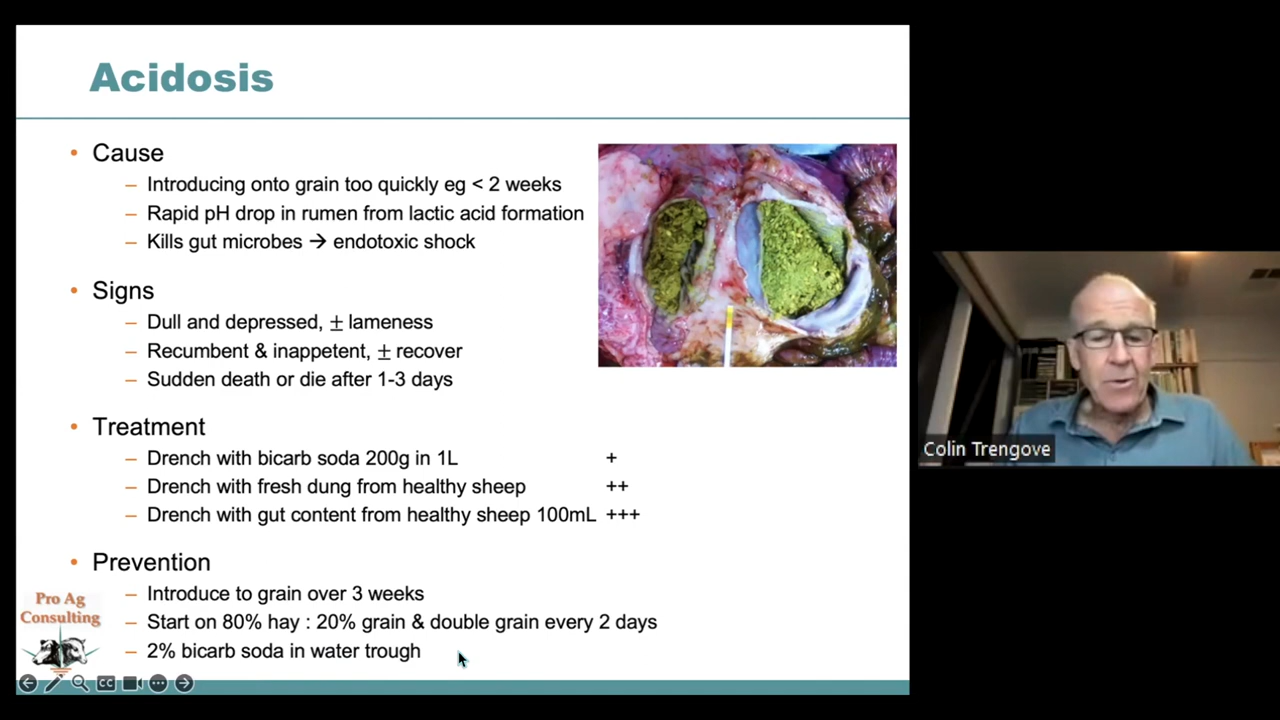 Acidosis
• Cause
– Introducing onto grain too quickly eg < 2 weeks
– Rapid pH drop in rumen from lactic acid formation
– Kills gut microbes → endotoxic shock
• Signs
– Dull and depressed, ± lameness
– Recumbent & inappetent, ± recover
– Sudden death or die after 1-3 days
• Treatment
– Drench with bicarb soda 200g in 1L +
– Drench with fresh dung from healthy sheep ++
– Drench with gut content from healthy sheep 100mL +++
• Prevention
– Introduce to grain over 3 weeks
– Start on 80% hay : 20% grain & double grain every 2 days
– 2% bicarb soda in water trough
Pro Ag
Consulting
CC
Colin Trengove